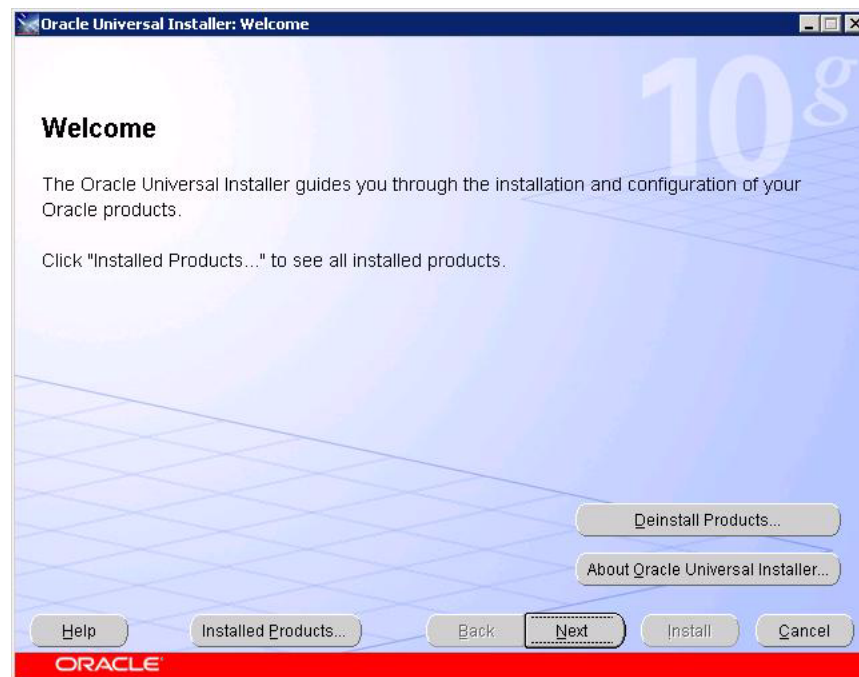 Oracle Universal Installer: Welcome
10g
Welcome
The Oracle Universal Installer guides you through the installation and configuration of your
Oracle products.
Click "Installed Products..." to see all installed products.
Deinstall Products...
About Oracle Universal Installer...
Help
Installed Products...
Back
Next
Install
Cancel
ORACLE